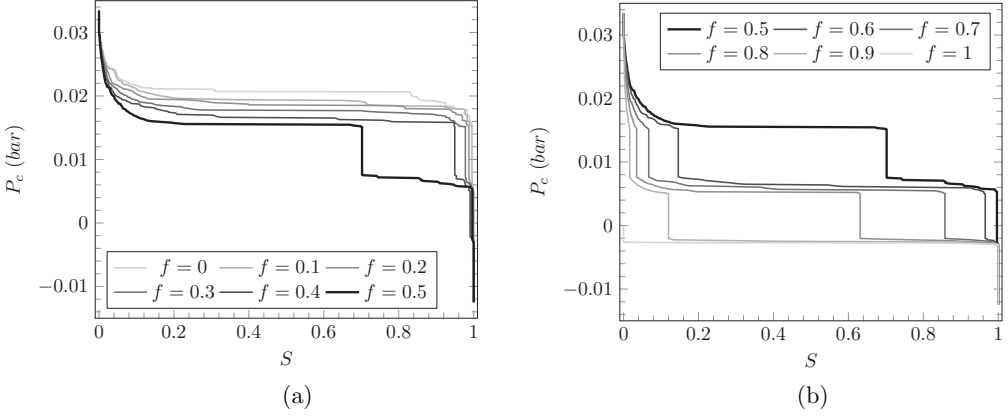 0.03
0.02
0.01
0
−0.01
P_c (bar)
f = 0 f = 0.1 f = 0.2
f = 0.3 f = 0.4 f = 0.5
0 0.2 0.4 0.6 0.8 1
S
(a)
0.03
0.02
0.01
0
−0.01
P_c (bar)
f = 0.5 f = 0.6 f = 0.7
f = 0.8 f = 0.9 f = 1
0 0.2 0.4 0.6 0.8 1
S
(b)